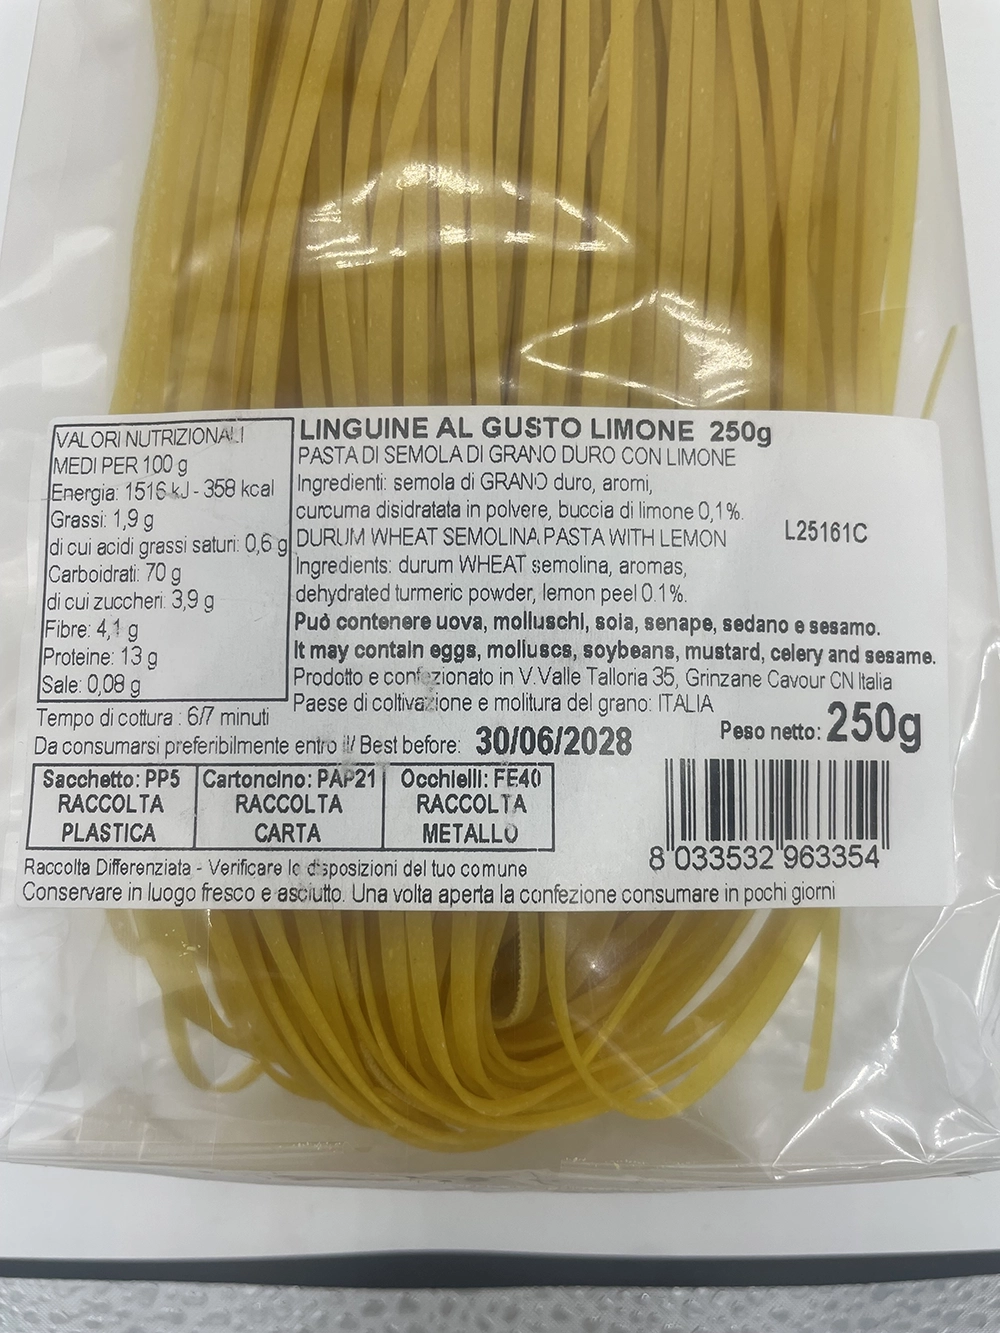 VALORI NUTRIZIONALI
MEDI PER 100 g
Energia: 1516 kJ - 358 kcal
Grassi: 1,9 g
di cui acidi grassi saturi: 0,6 g
Carboidrati: 70 g
di cui zuccheri: 3,9 g
Fibre: 4,1 g
Proteine: 13 g
Sale: 0,08 g
Tempo di cottura : 6/7 minuti
LINGUINE AL GUSTO LIMONE 250g
PASTA DI SEMOLA DI GRANO DURO CON LIMONE
Ingredienti: semola di GRANO duro, aromi,
curcuma disidratata in polvere, buccia di limone 0,1%.
DURUM WHEAT SEMOLINA PASTA WITH LEMON
Ingredients: durum WHEAT semolina, aromas,
dehydrated turmeric powder, lemon peel 0.1%.
L25161C
Può contenere uova, molluschi, soia, senape, sedano e sesamo.
It may contain eggs, molluscs, soybeans, mustard, celery and sesame.
Prodotto e confezionato in V.Valle Talloria 35, Grinzane Cavour CN Italia
Paese di coltivazione e molitura del grano: ITALIA
Peso netto: 250g
Da consumarsi preferibilmente entro il/ Best before: 30/06/2028
Sacchetto: PP5
RACCOLTA
PLASTICA
Cartoncino: PAP21
RACCOLTA
CARTA
Occhielli: FE40
RACCOLTA
METALLO
8 033532 963354
Raccolta Differenziata - Verificare le disposizioni del tuo comune
Conservare in luogo fresco e asciutto. Una volta aperta la confezione consumare in pochi giorni